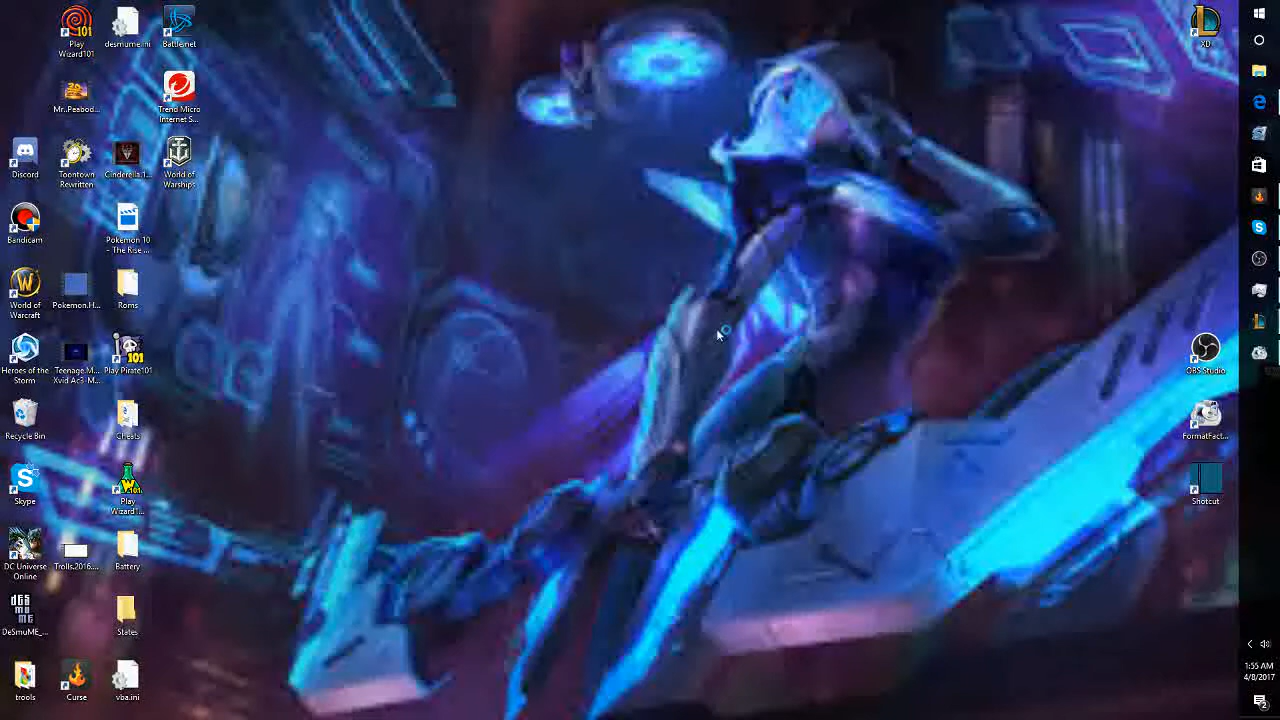 Play
Wizard101
desmume.ini
Battle.net
XD
Mr..Peabod...
Trend Micro
Internet S...
Discord
Toontown
Rewritten
Cinderella.1...
World of
Warships
Bandicam
Pokemon 10
- The Rise ...
World of
Warcraft
Pokemon.H...
Roms
Heroes of the
Storm
Teenage.M...
Xvid Ac3-M...
Play Pirate101
OBS Studio
Recycle Bin
Cheats
FormatFact...
Skype
Play
Wizard1...
Shotcut
DC Universe
Online
Trolls.2016....
Battery
DeSmuME_...
States
trools
Curse
vba.ini
1:55 AM
4/8/2017